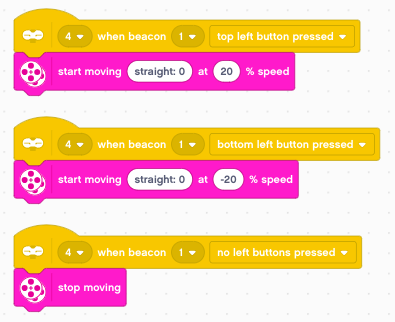 4 when beacon 1 top left button pressed
start moving straight: 0 at 20 % speed
4 when beacon 1 bottom left button pressed
start moving straight: 0 at -20 % speed
4 when beacon 1 no left buttons pressed
stop moving